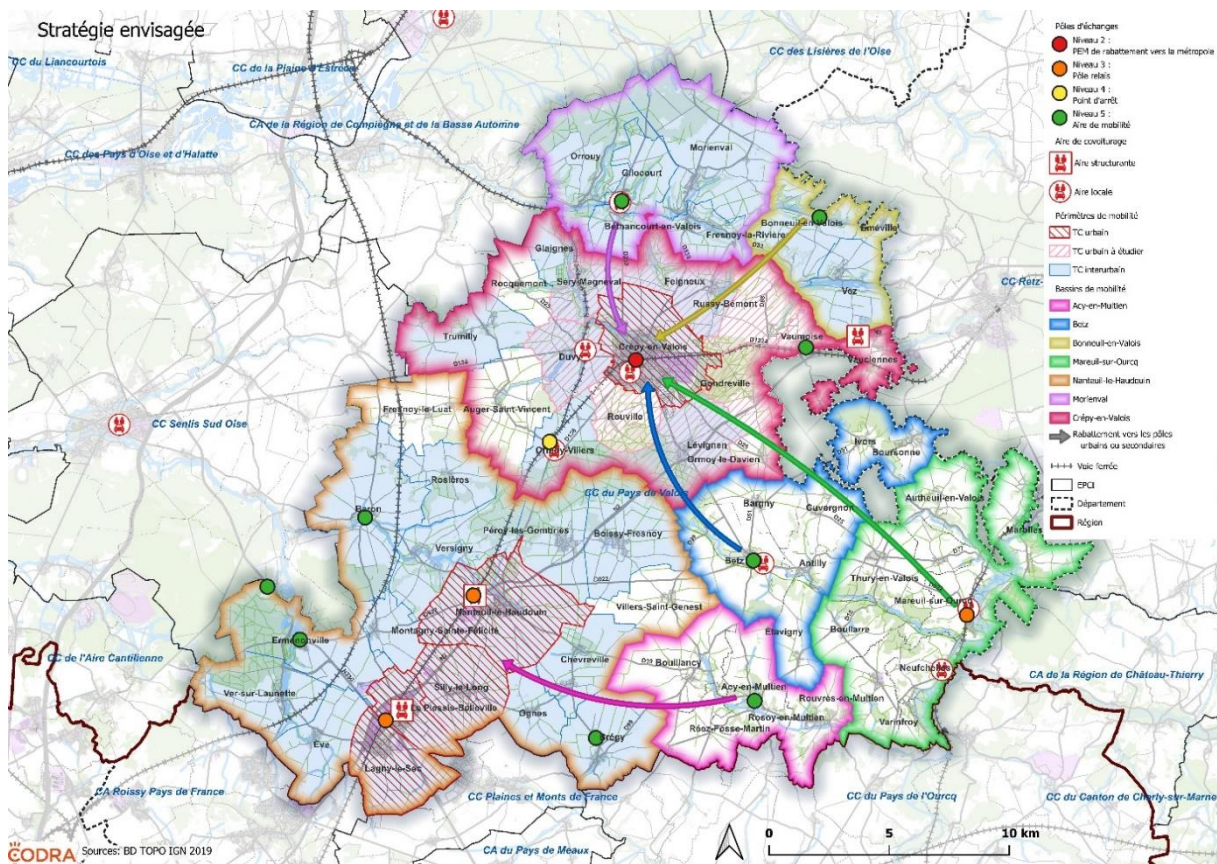 Stratégie envisagée
CC du Liancourtois
CC de la Plaine d'Estrées
CC des Lisières de l'Oise
CA de la Région de Compiègne et de la Basse Automne
CC des Pays d'Oise et d'Halatte
CC Retz-
Orrouy
Morienval
Gilocourt
Béthancourt-en-Valois
Fresnoy-la-Rivière
Bonneuil-en-Valois
Éméville
Vez
Glaignes
Rocquemont
Séry-Magneval
Feigneux
Russy-Bémont
Trumilly
Duvy
Crépy-en-Valois
Vaumoise
Vauciennes
D1324
D332
Gondreville
Fresnoy-le-Luat
Auger-Saint-Vincent
Rouville
Ormoy-Villers
Lévignen
Ormoy-le-Davien
CC Senlis Sud Oise
Ivors
Boursonne
CC du Pays de Valois
Rosières
Bargny
Cuvergnon
Autheuil-en-Valois
Marolles
Baron
Péroy-les-Gombries
Boissy-Fresnoy
Versigny
Betz
Antilly
Thury-en-Valois
Mareuil-sur-Ourcq
Nanteuil-le-Haudouin
Villers-Saint-Genest
Boullarre
Montagny-Sainte-Félicité
Étavigny
Ermenonville
CC de l'Aire Cantilienne
Chèvreville
Bouillancy
Neufchelles
CA de la Région de Château-Thierry
Ver-sur-Launette
Silly-le-Long
Acy-en-Multien
Rouvres-en-Multien
Le Plessis-Belleville
Ognes
Rosoy-en-Multien
Réez-Fosse-Martin
Varinfroy
Ève
Brégy
Lagny-le-Sec
CA Roissy Pays de France
CC Plaines et Monts de France
CC du Pays de l'Ourcq
CC du Canton de Charly-sur-Marne
CA du Pays de Meaux
0 5 10 km
CODRA Sources: BD TOPO IGN 2019
Pôles d'échanges
Niveau 2 :
PEM de rabattement vers la métropole
Niveau 3 :
Pôle relais
Niveau 4 :
Point d'arrêt
Niveau 5 :
Aire de mobilité
Aire de covoiturage
Aire structurante
Aire locale
Périmètres de mobilité
TC urbain
TC urbain à étudier
TC interurbain
Bassins de mobilité
Acy-en-Multien
Betz
Bonneuil-en-Valois
Mareuil-sur-Ourcq
Nanteuil-le-Haudouin
Morienval
Crépy-en-Valois
Rabattement vers les pôles
urbains ou secondaires
Voie ferrée
EPCI
Département
Région